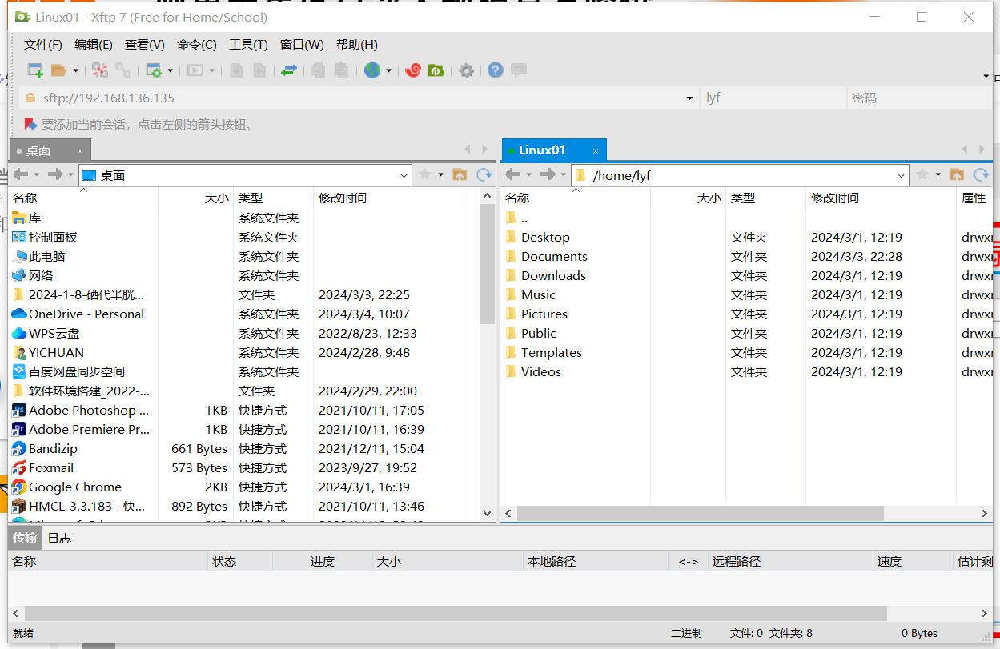 Linux01 - Xftp 7 (Free for Home/School)
文件(F) 编辑(E) 查看(V) 命令(C) 工具(T) 窗口(W) 帮助(H)
sftp://192.168.136.135 lyf 密码
要添加当前会话，点击左侧的箭头按钮。
桌面 × Linux01 ×
桌面 /home/lyf
名称 大小 类型 修改时间 名称 大小 类型 修改时间 属性
库 系统文件夹 ..
控制面板 系统文件夹 Desktop 文件夹 2024/3/1, 12:19 drwx
此电脑 系统文件夹 Documents 文件夹 2024/3/3, 22:28 drwx
网络 系统文件夹 Downloads 文件夹 2024/3/1, 12:19 drwx
2024-1-8-硒代半胱... 文件夹 2024/3/3, 22:25 Music 文件夹 2024/3/1, 12:19 drwx
OneDrive - Personal 系统文件夹 2024/3/4, 10:07 Pictures 文件夹 2024/3/1, 12:19 drwx
WPS云盘 系统文件夹 2022/8/23, 12:33 Public 文件夹 2024/3/1, 12:19 drwx
YICHUAN 系统文件夹 2024/2/28, 9:48 Templates 文件夹 2024/3/1, 12:19 drwx
百度网盘同步空间 系统文件夹 Videos 文件夹 2024/3/1, 12:19 drwx
软件环境搭建_2022-... 文件夹 2024/2/29, 22:00
Adobe Photoshop ... 1KB 快捷方式 2021/10/11, 17:05
Adobe Premiere Pr... 1KB 快捷方式 2021/10/11, 16:39
Bandizip 661 Bytes 快捷方式 2021/12/11, 15:04
Foxmail 573 Bytes 快捷方式 2023/9/27, 19:52
Google Chrome 2KB 快捷方式 2024/3/1, 16:39
HMCL-3.3.183 - 快... 892 Bytes 快捷方式 2021/10/11, 13:46
传输 日志
名称 状态 进度 大小 本地路径 <-> 远程路径 速度 估计剩
就绪 二进制 文件: 0 文件夹: 8 0 Bytes